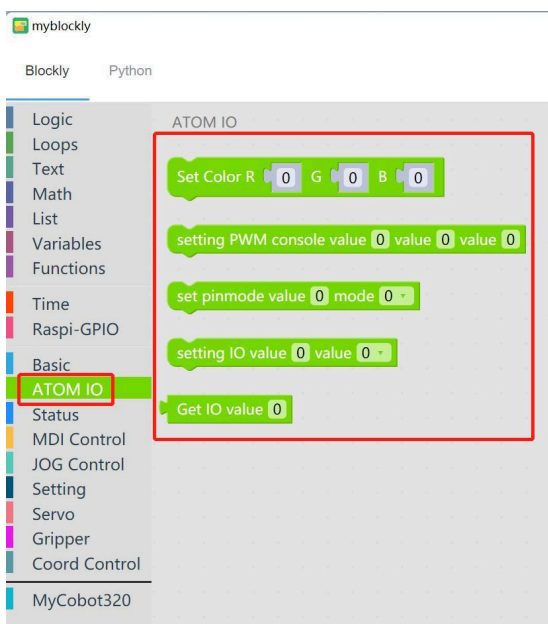 myblockly
Blockly Python
Logic
Loops
Text
Math
List
Variables
Functions
Time
Raspi-GPIO
Basic
ATOM IO
Status
MDI Control
JOG Control
Setting
Servo
Gripper
Coord Control
MyCobot320
ATOM IO
Set Color R 0 G 0 B 0
setting PWM console value 0 value 0 value 0
set pinmode value 0 mode 0
setting IO value 0 value 0
Get IO value 0